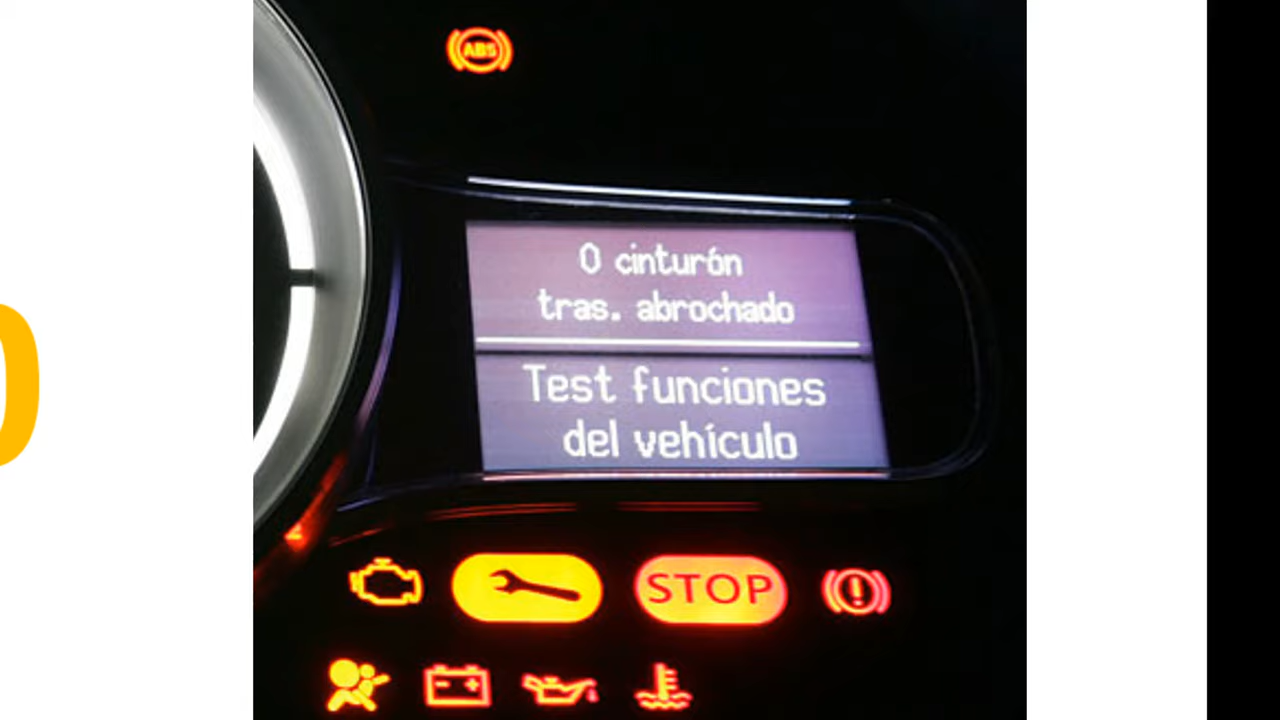 ABS
0 cinturón
tras. abrochado
Test funciones
del vehículo
STOP